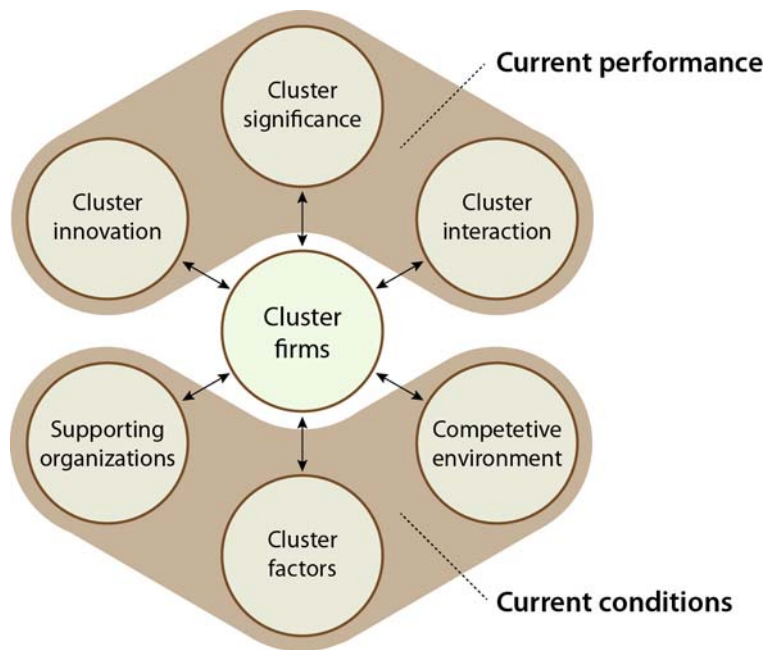 Current performance
Cluster
significance
Cluster
innovation
Cluster
interaction
Cluster
firms
Supporting
organizations
Competetive
environment
Cluster
factors
Current conditions